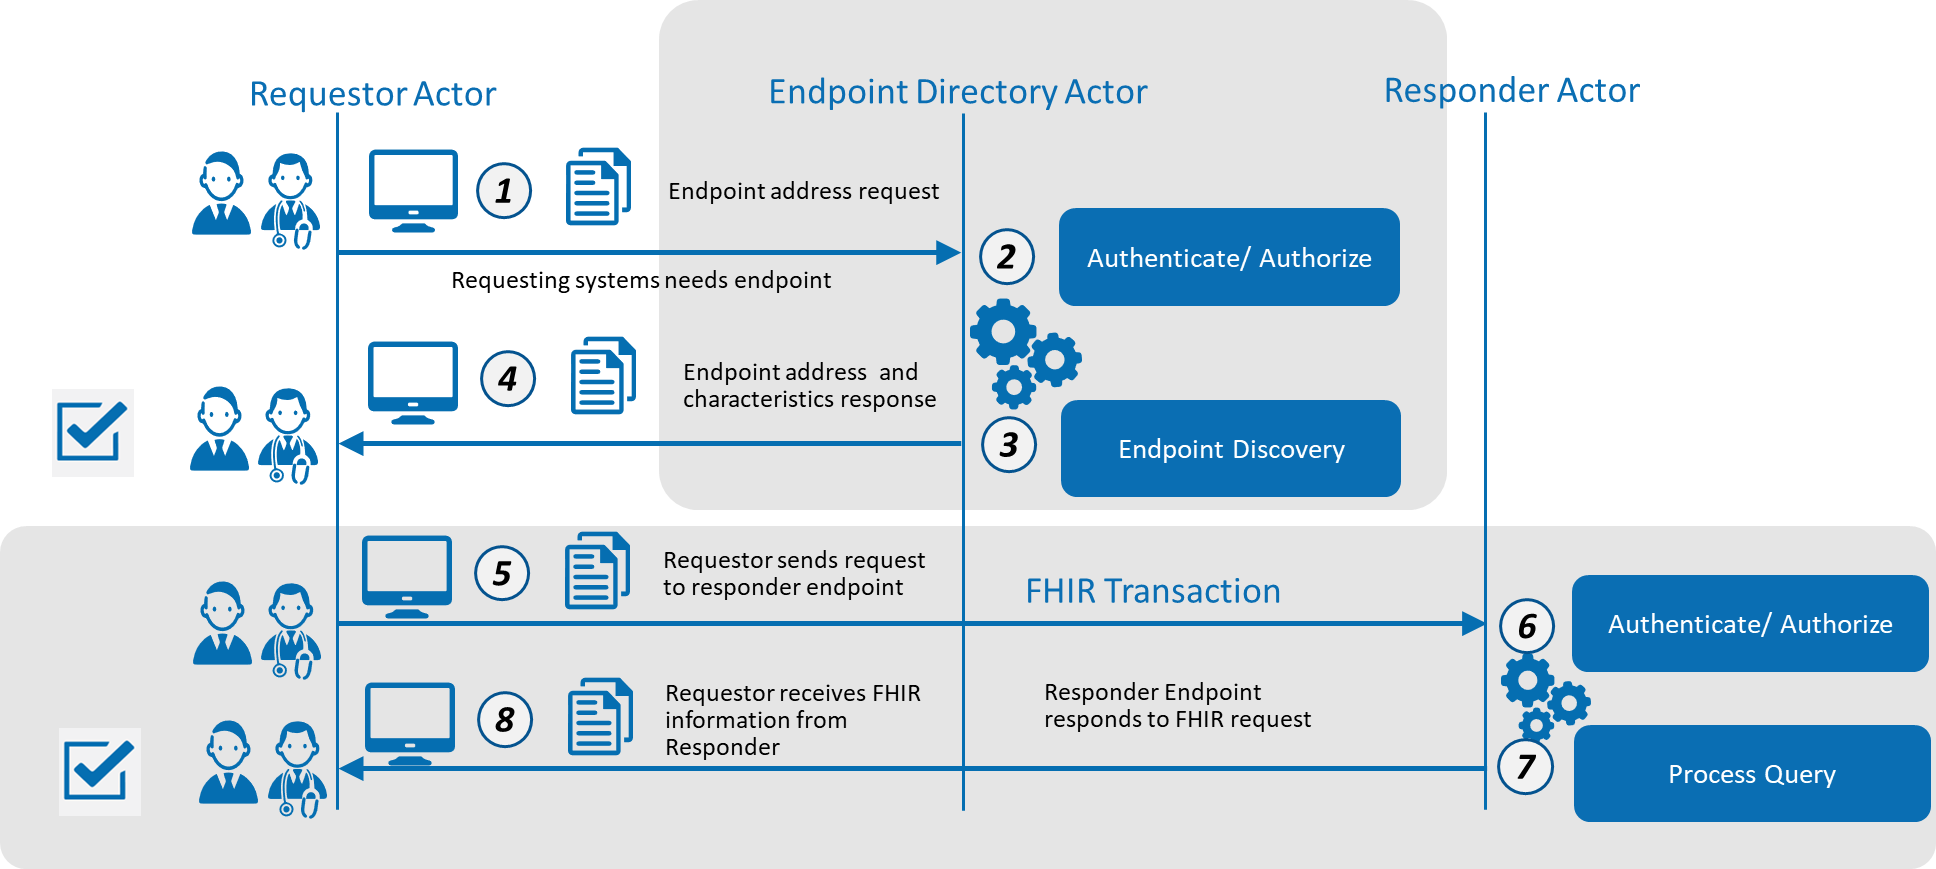 Requestor Actor
Endpoint Directory Actor
Responder Actor
1
Endpoint address request
Requesting systems needs endpoint
2
Authenticate/ Authorize
4
Endpoint address and
characteristics response
3
Endpoint Discovery
5
Requestor sends request
to responder endpoint
FHIR Transaction
6
Authenticate/ Authorize
8
Requestor receives FHIR
information from
Responder
Responder Endpoint
responds to FHIR request
7
Process Query